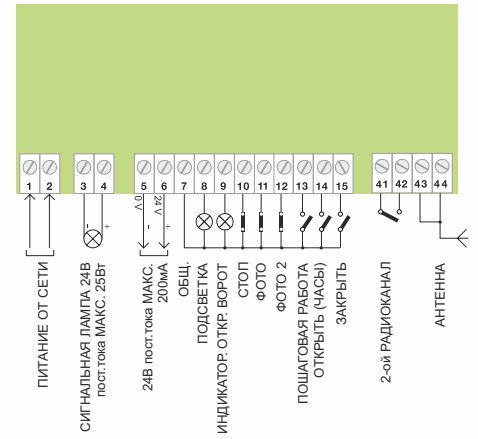 1 2 3 4 5 6 7 8 9 10 11 12 13 14 15 41 42 43 44
- +
0 V
-
24 V
+
ПИТАНИЕ ОТ СЕТИ
СИГНАЛЬНАЯ ЛАМПА 24В
пост.тока МАКС. 25Вт
24В пост.тока МАКС.
200мА
ОБЩ.
ПОДСВЕТКА
ИНДИКАТОР. ОТКР. ВОРОТ
СТОП
ФОТО
ФОТО 2
ПОШАГОВАЯ РАБОТА
ОТКРЫТЬ (ЧАСЫ)
ЗАКРЫТЬ
2-ой РАДИОКАНАЛ
АНТЕННА